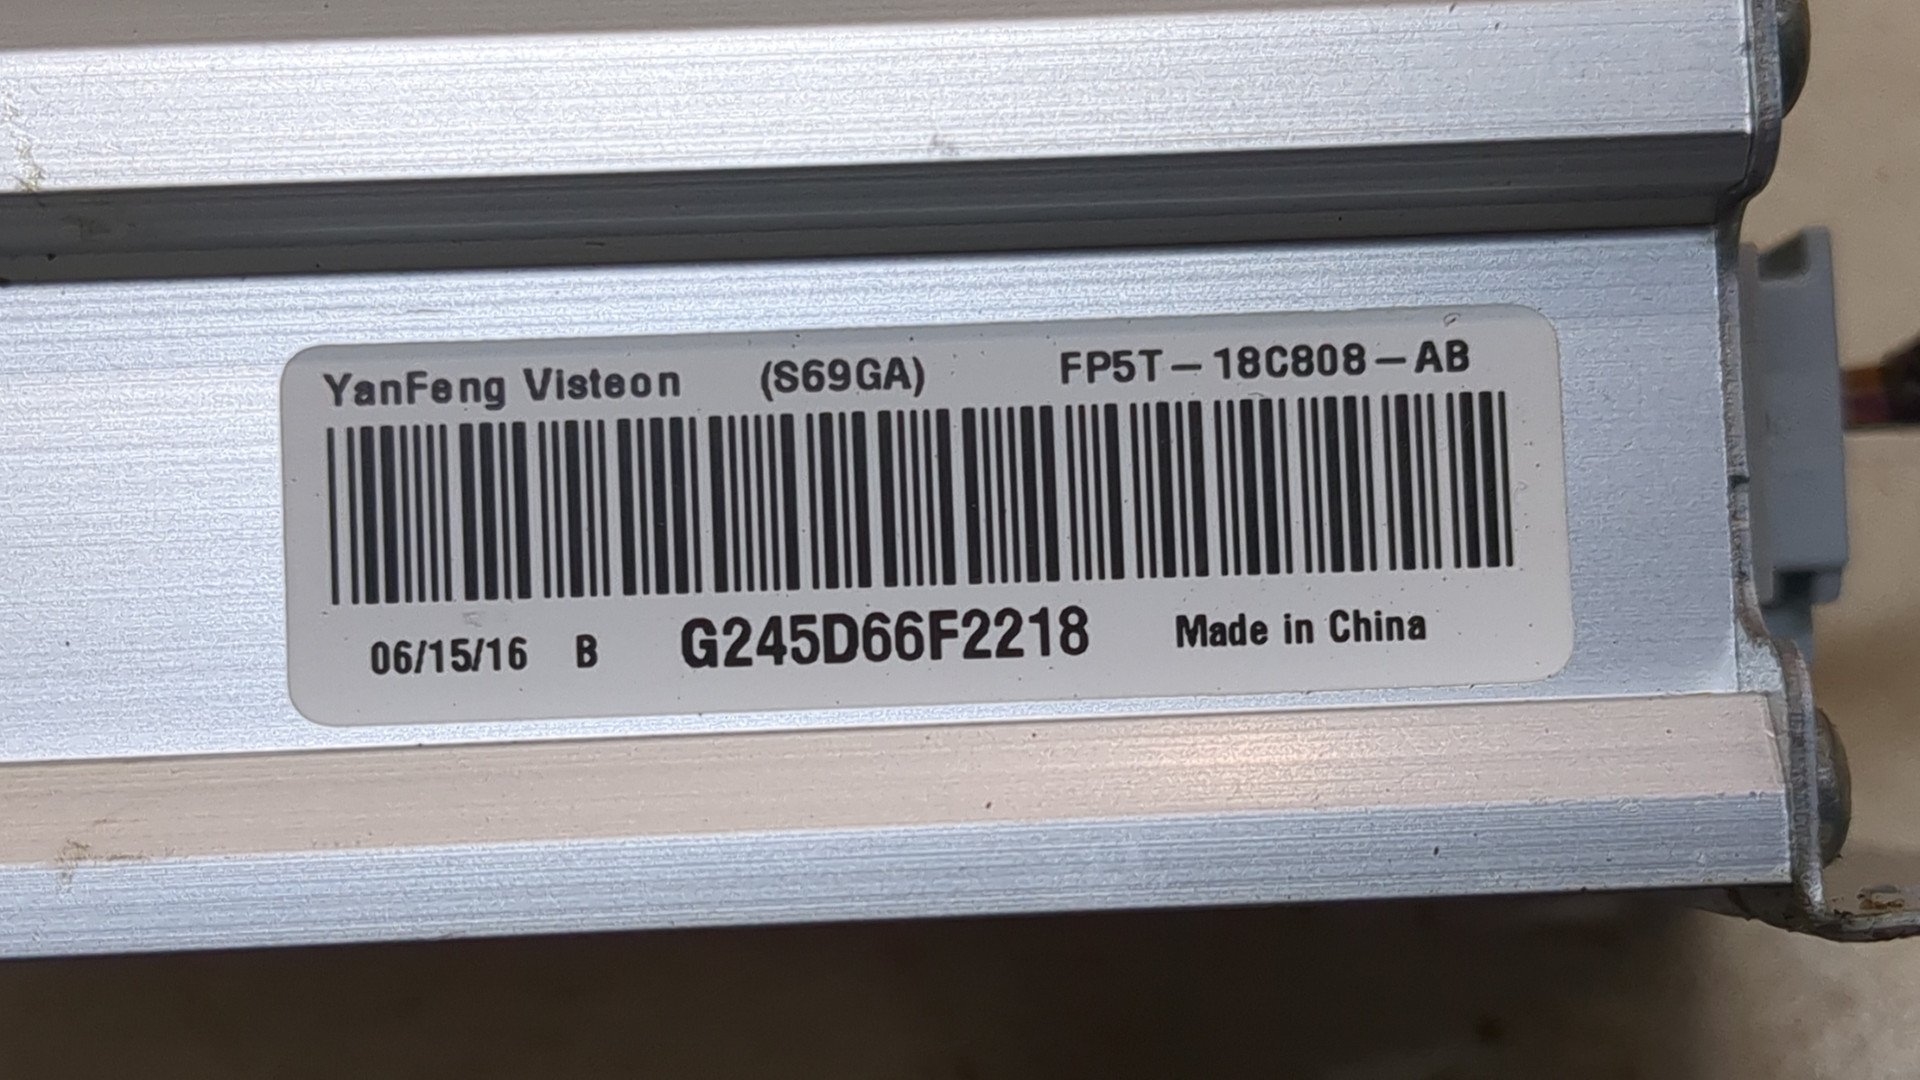 YanFeng Visteon (S69GA) FP5T-18C808-AB
06/15/16 B G245D66F2218 Made in China